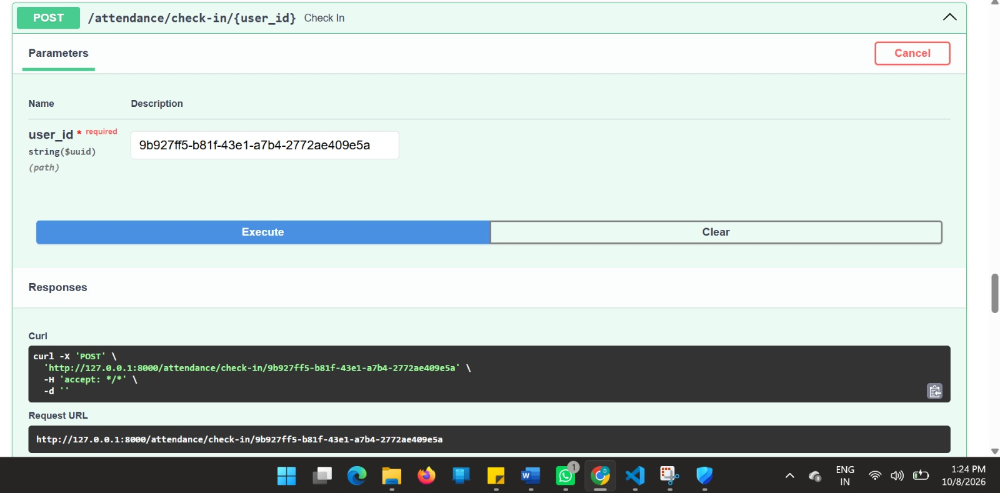 POST /attendance/check-in/{user_id} Check In
Parameters
Cancel
Name Description
user_id * required
string($uuid)
(path)
9b927ff5-b81f-43e1-a7b4-2772ae409e5a
Execute Clear
Responses
Curl
curl -X 'POST' \
'http://127.0.0.1:8000/attendance/check-in/9b927ff5-b81f-43e1-a7b4-2772ae409e5a' \
-H 'accept: */*' \
-d ''
Request URL
http://127.0.0.1:8000/attendance/check-in/9b927ff5-b81f-43e1-a7b4-2772ae409e5a
W
1
D
ENG
IN
1:24 PM
10/8/2026